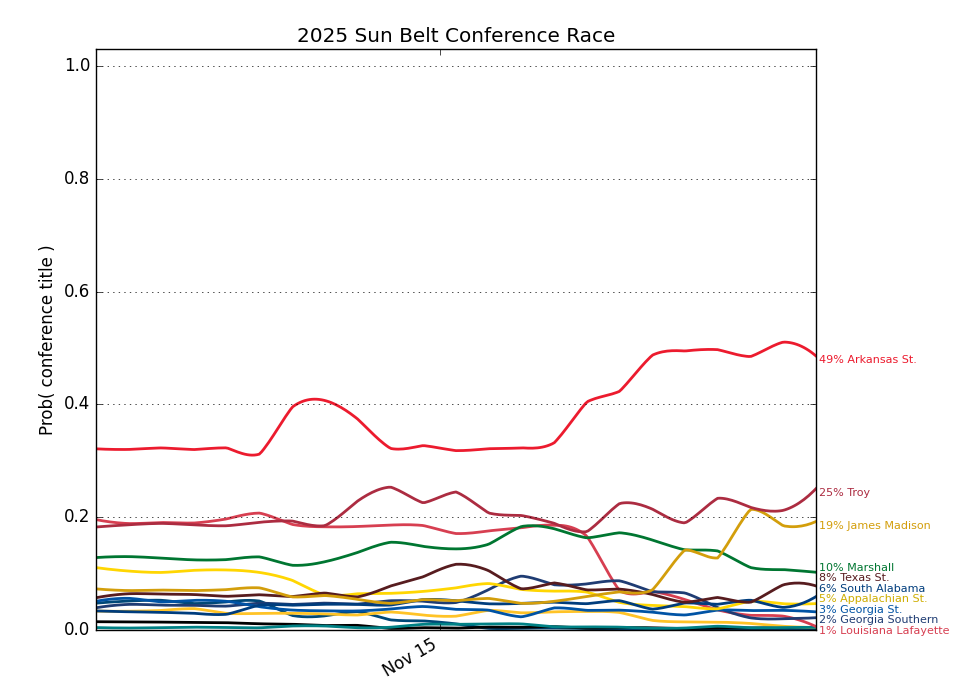 2025 Sun Belt Conference Race
Prob( conference title )
1.0
0.8
0.6
0.4
0.2
0.0
Nov 15
49% Arkansas St.
25% Troy
19% James Madison
10% Marshall
8% Texas St.
6% South Alabama
5% Appalachian St.
3% Georgia St.
2% Georgia Southern
1% Louisiana Lafayette